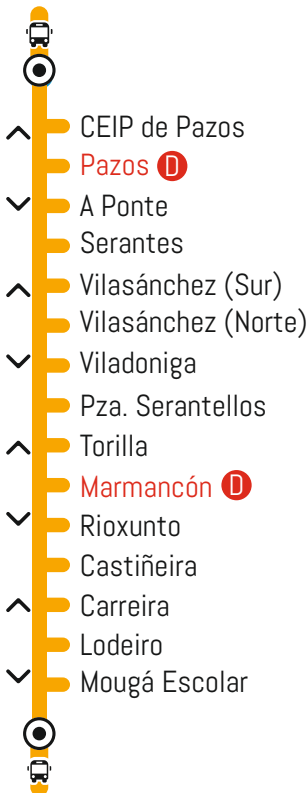 CEIP de Pazos
Pazos D
A Ponte
Serantes
Vilasánchez (Sur)
Vilasánchez (Norte)
Viladoniga
Pza. Serantellos
Torilla
Marmancón D
Rioxunto
Castiñeira
Carreira
Lodeiro
Mougá Escolar